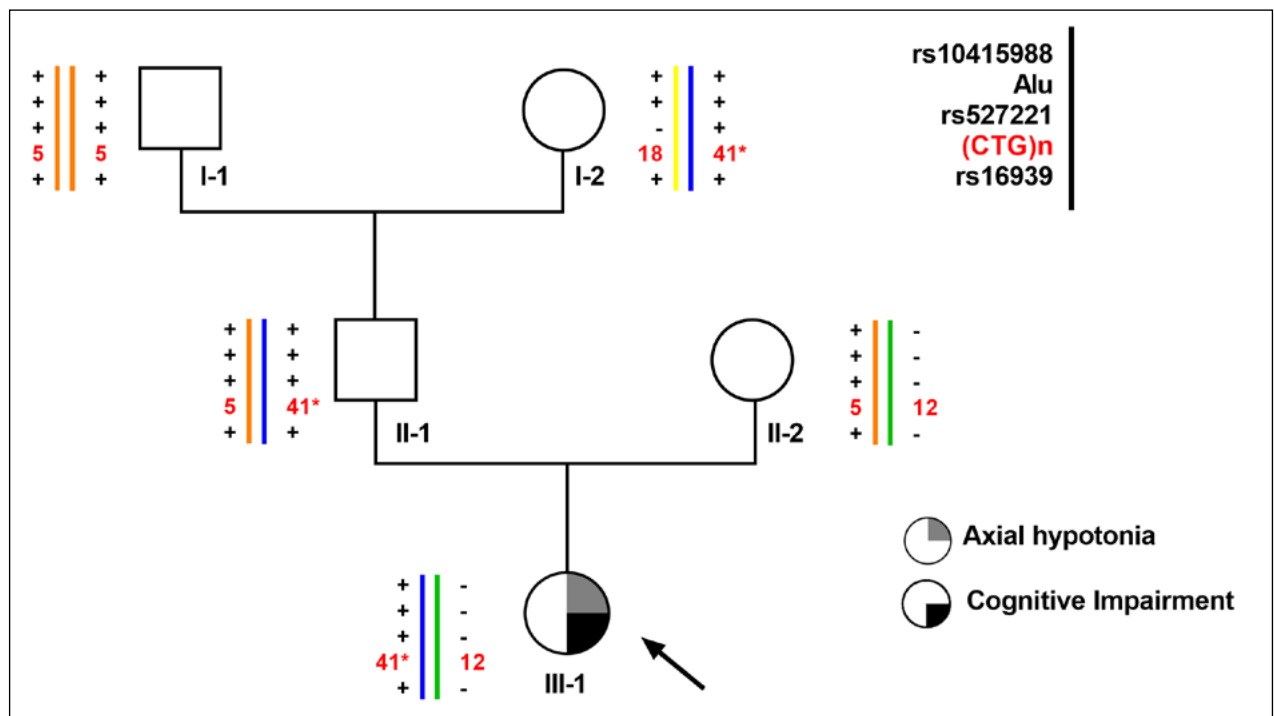 + + + + rs10415988
+ + + + Alu
+ + - + rs527221
5 5 18 41* (CTG)n
+ + + + rs16939
I-1 I-2
+ + + -
+ + + -
+ + + -
5 41* 5 12
+ + + -
II-1 II-2
Axial hypotonia
+ -
+ - Cognitive Impairment
+ -
41* 12
+ -
III-1